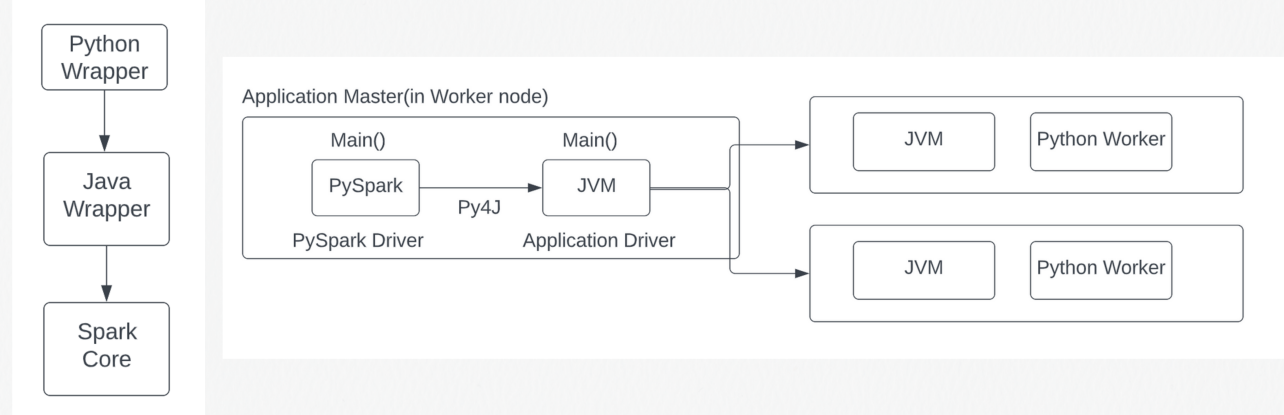 Python
Wrapper
Java
Wrapper
Spark
Core
Application Master(in Worker node)
Main()
Main()
PySpark
JVM
Py4J
PySpark Driver
Application Driver
JVM
Python Worker
JVM
Python Worker